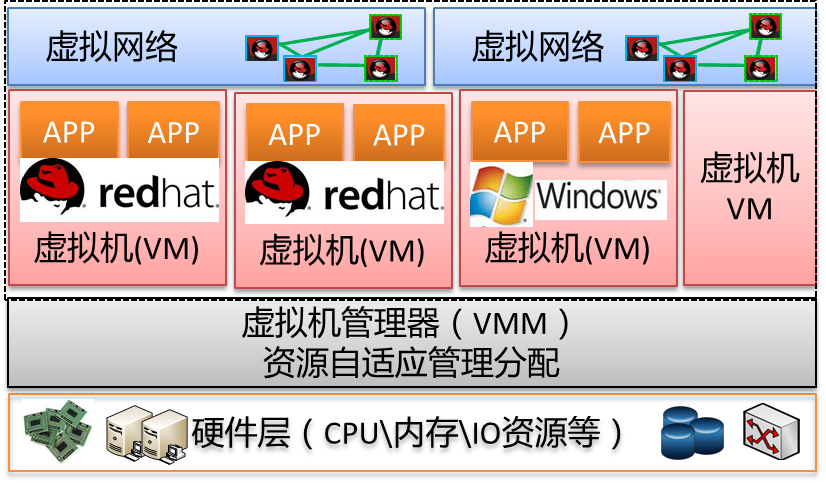 虚拟网络
虚拟网络
APP APP
redhat.
虚拟机(VM)
APP APP
redhat.
虚拟机(VM)
APP APP
Windows®
虚拟机(VM)
虚拟机
VM
虚拟机管理器（VMM）
资源自适应管理分配
硬件层（CPU\内存\IO资源等）